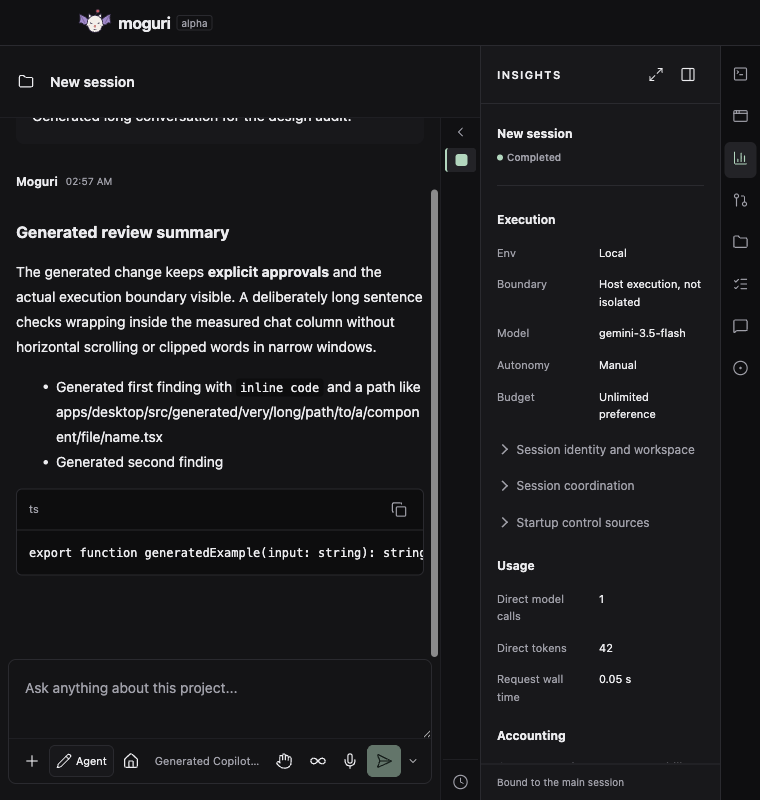 moguri alpha
New session
Generated long conversation for the design audit.
Moguri 02:57 AM
Generated review summary
The generated change keeps explicit approvals and the
actual execution boundary visible. A deliberately long sentence
checks wrapping inside the measured chat column without
horizontal scrolling or clipped words in narrow windows.
• Generated first finding with inline code and a path like
apps/desktop/src/generated/very/long/path/to/a/compon
ent/file/name.tsx
• Generated second finding
ts
export function generatedExample(input: string): string
Ask anything about this project...
Agent
Generated Copilot...
INSIGHTS
New session
Completed
Execution
Env Local
Boundary Host execution, not
isolated
Model gemini-3.5-flash
Autonomy Manual
Budget Unlimited
preference
Session identity and workspace
Session coordination
Startup control sources
Usage
Direct model 1
calls
Direct tokens 42
Request wall 0.05 s
time
Accounting
Bound to the main session